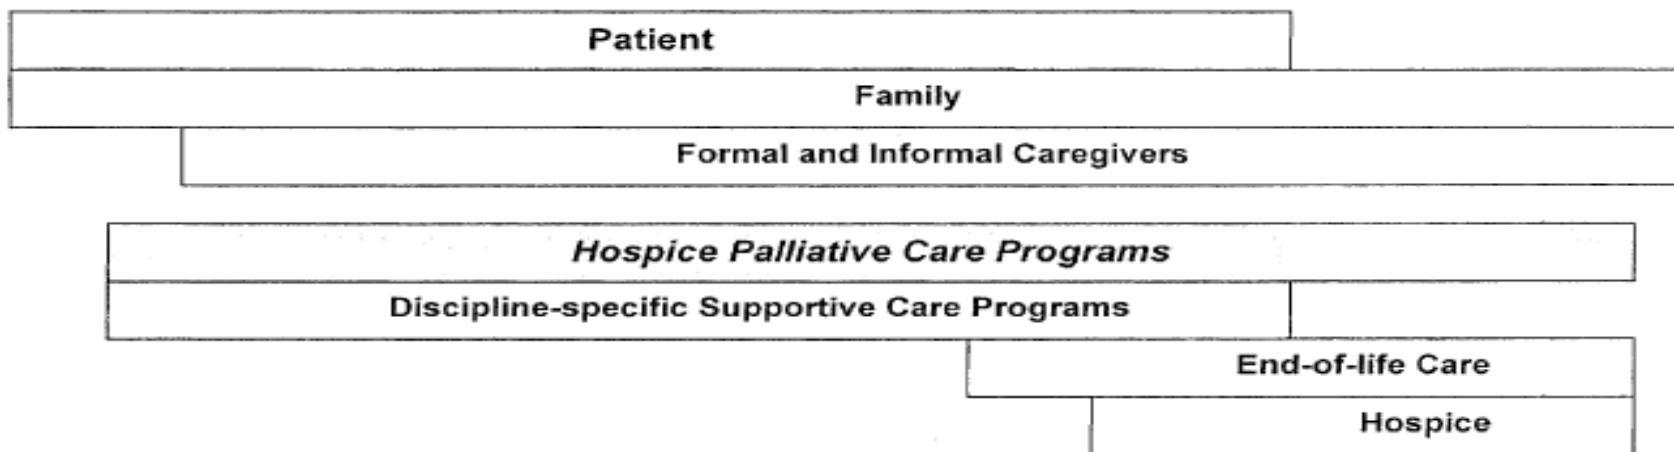 Patient
Family
Formal and Informal Caregivers
Hospice Palliative Care Programs
Discipline-specific Supportive Care Programs
End-of-life Care
Hospice